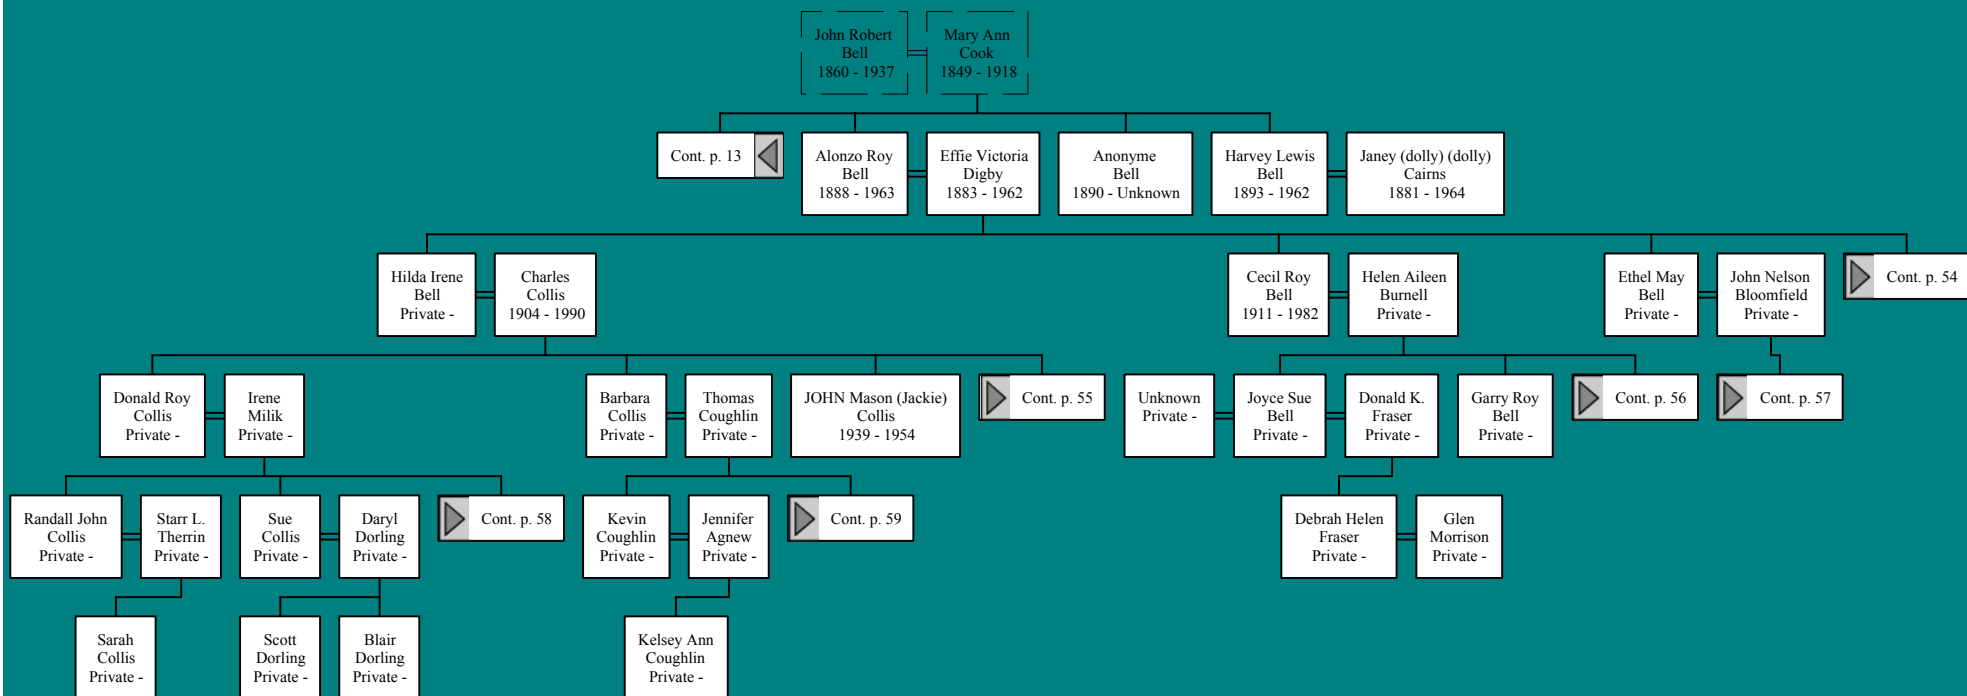 John Robert
Bell
1860 - 1937
Mary Ann
Cook
1849 - 1918
Cont. p. 13
Alonzo Roy
Bell
1888 - 1963
Effie Victoria
Digby
1883 - 1962
Anonyme
Bell
1890 - Unknown
Harvey Lewis
Bell
1893 - 1962
Janey (dolly) (dolly)
Cairns
1881 - 1964
Hilda Irene
Bell
Private -
Charles
Collis
1904 - 1990
Cecil Roy
Bell
1911 - 1982
Helen Aileen
Burnell
Private -
Ethel May
Bell
Private -
John Nelson
Bloomfield
Private -
Cont. p. 54
Donald Roy
Collis
Private -
Irene
Milik
Private -
Barbara
Collis
Private -
Thomas
Coughlin
Private -
JOHN Mason (Jackie)
Collis
1939 - 1954
Cont. p. 55
Unknown
Private -
Joyce Sue
Bell
Private -
Donald K.
Fraser
Private -
Garry Roy
Bell
Private -
Cont. p. 56
Cont. p. 57
Randall John
Collis
Private -
Starr L.
Therrin
Private -
Sue
Collis
Private -
Daryl
Dorling
Private -
Cont. p. 58
Kevin
Coughlin
Private -
Jennifer
Agnew
Private -
Cont. p. 59
Debrah Helen
Fraser
Private -
Glen
Morrison
Private -
Sarah
Collis
Private -
Scott
Dorling
Private -
Blair
Dorling
Private -
Kelsey Ann
Coughlin
Private -